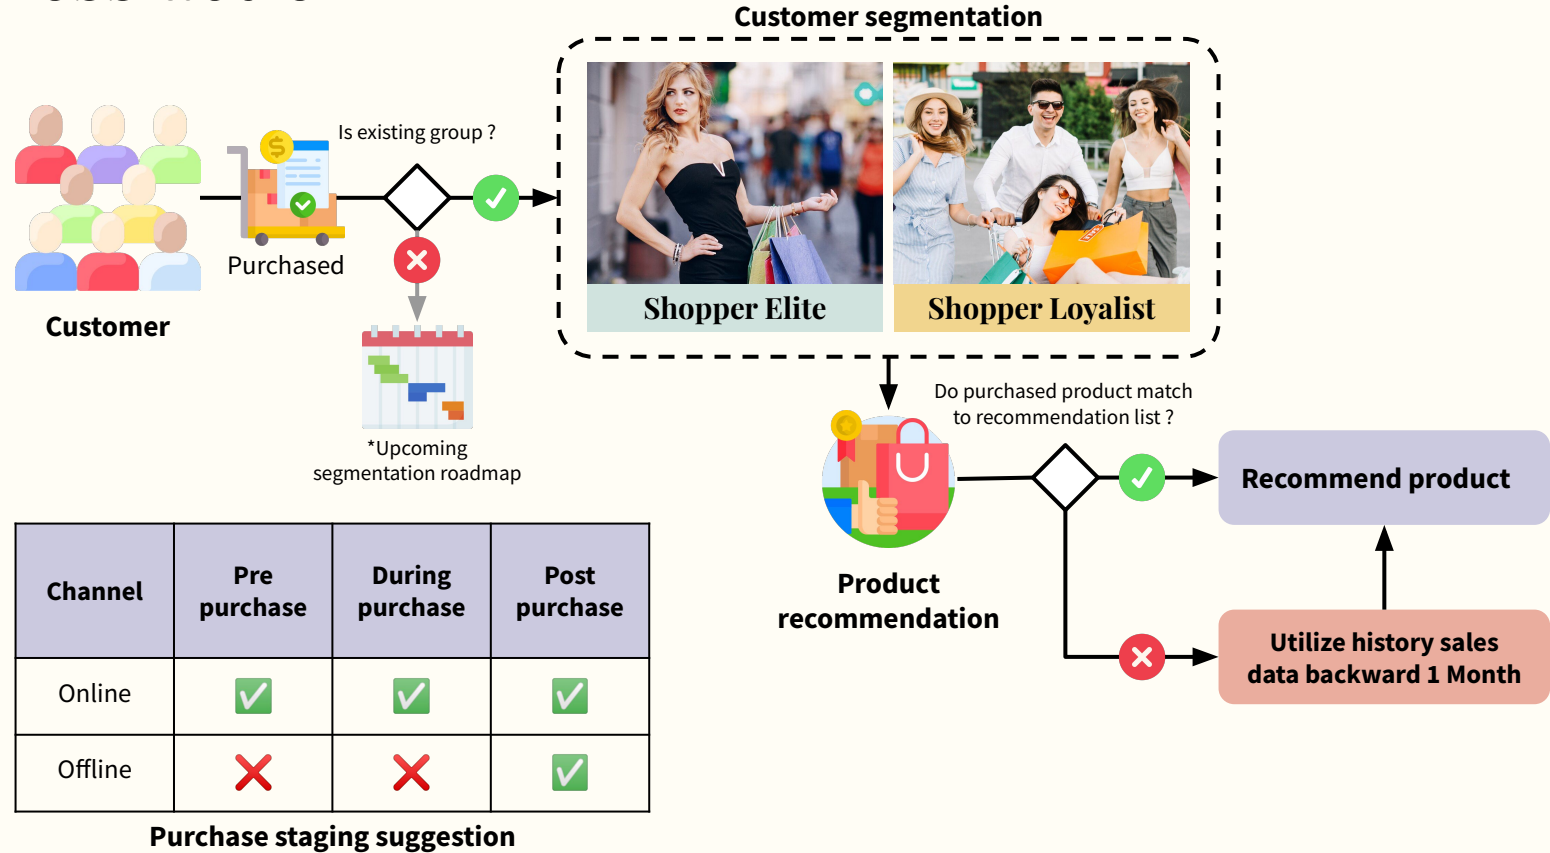 Customer segmentation
Is existing group ?
Purchased
Customer
Shopper Elite
Shopper Loyalist
*Upcoming
segmentation roadmap
Do purchased product match
to recommendation list ?
Product
recommendation
Recommend product
Utilize history sales
data backward 1 Month
Channel
Pre
purchase
During
purchase
Post
purchase
Online
Offline
Purchase staging suggestion